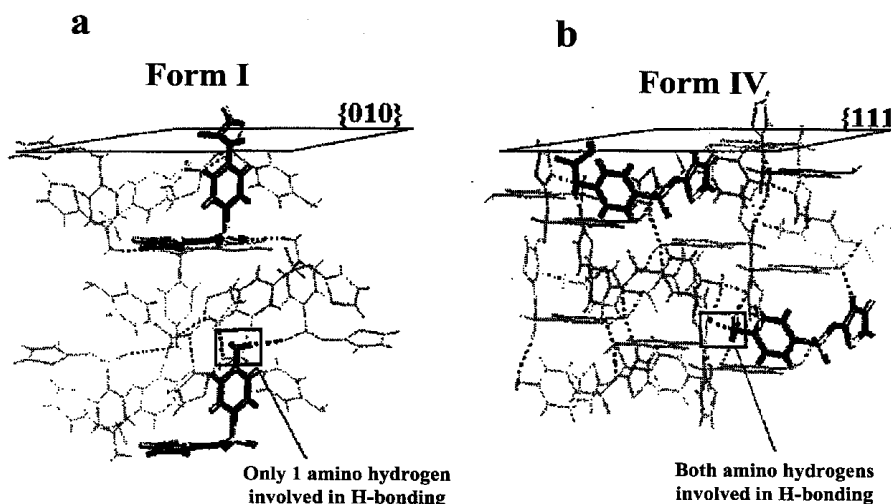 a
Form I
{010}
Only 1 amino hydrogen
involved in H-bonding
b
Form IV
{111
Both amino hydrogens
involved in H-bonding